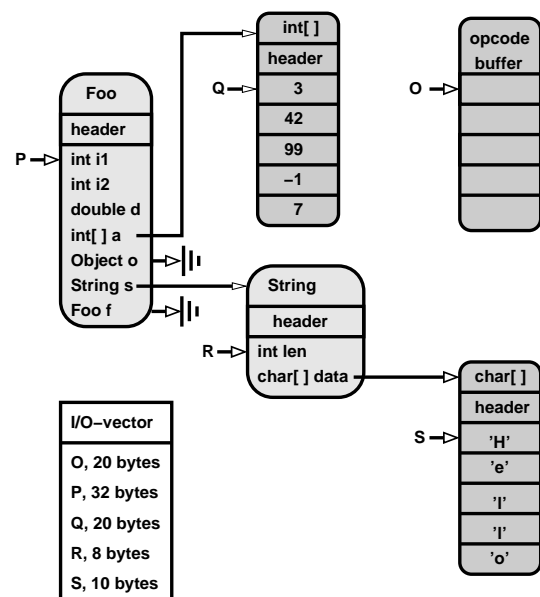 int[ ]
header
3
42
99
–1
7
Q
opcode
buffer
O
Foo
header
P
int i1
int i2
double d
int[ ] a
Object o
String s
Foo f
String
header
R
int len
char[ ] data
char[ ]
header
S
'H'
'e'
'l'
'l'
'o'
I/O–vector
O, 20 bytes
P, 32 bytes
Q, 20 bytes
R, 8 bytes
S, 10 bytes